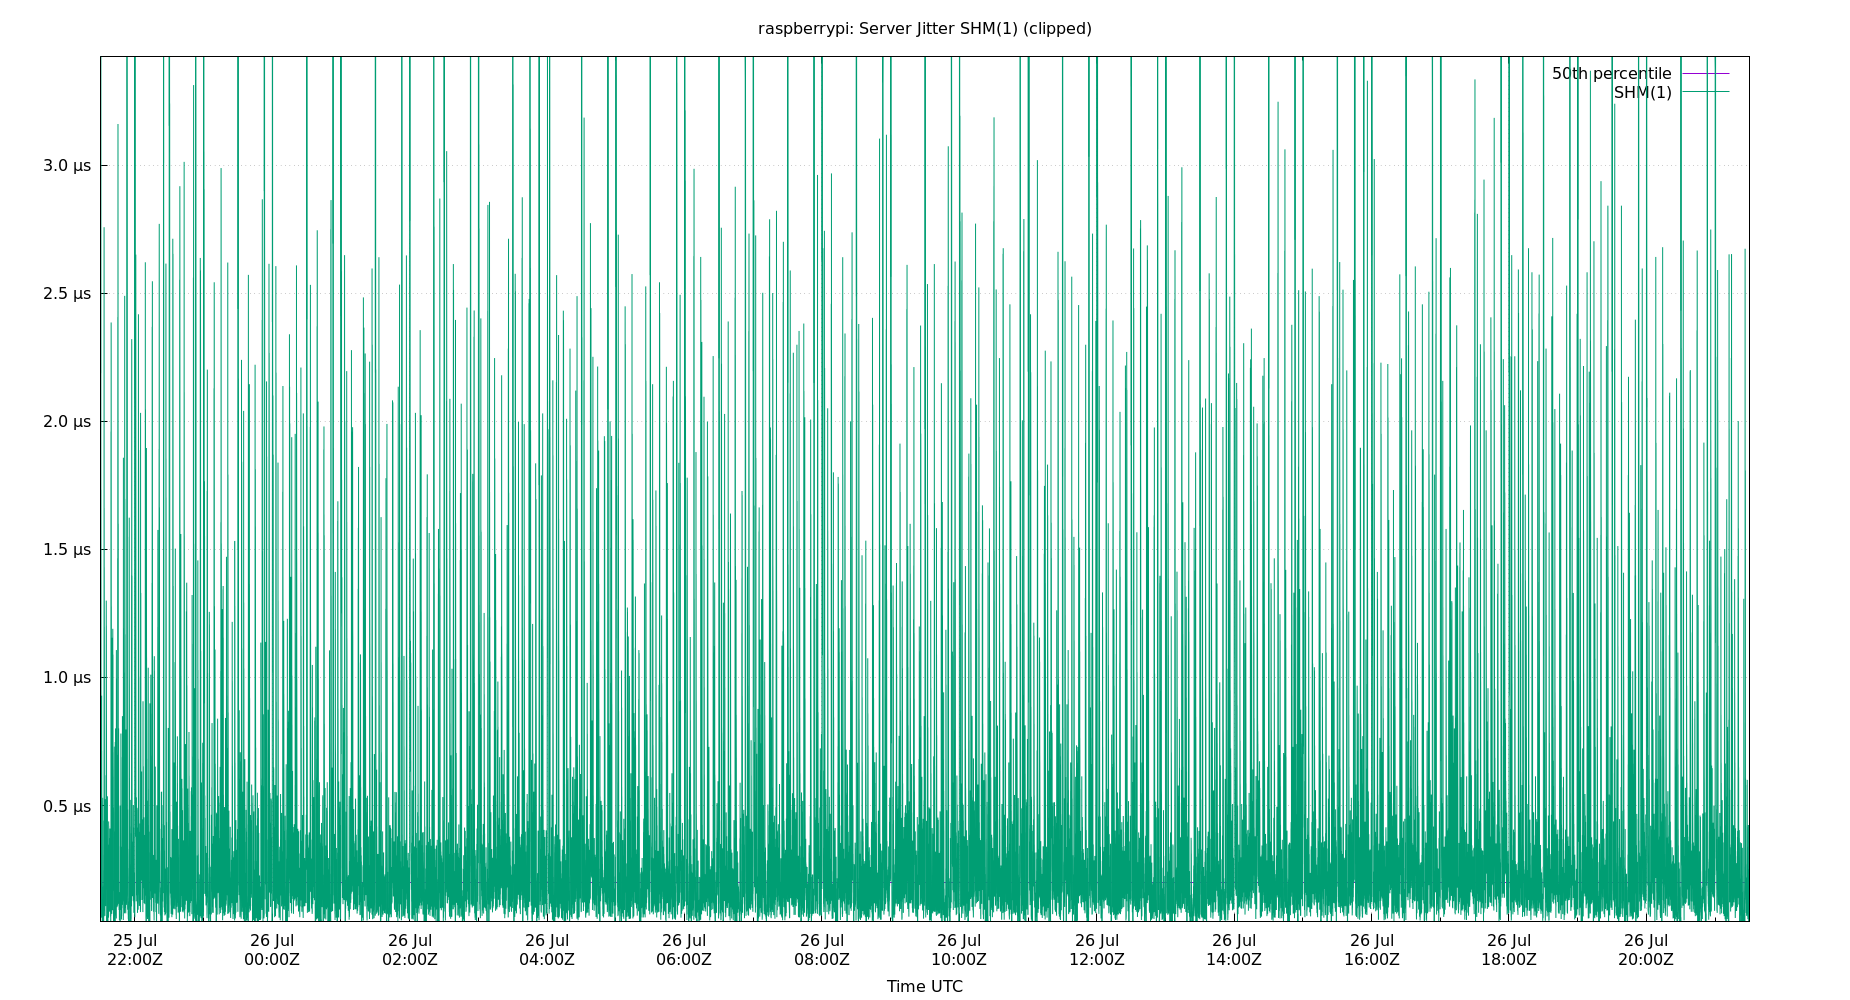 raspberrypi: Server Jitter SHM(1) (clipped)
50th percentile
SHM(1)
3.0 µs
2.5 µs
2.0 µs
1.5 µs
1.0 µs
0.5 µs
25 Jul 26 Jul 26 Jul 26 Jul 26 Jul 26 Jul 26 Jul 26 Jul 26 Jul 26 Jul 26 Jul 26 Jul
22:00Z 00:00Z 02:00Z 04:00Z 06:00Z 08:00Z 10:00Z 12:00Z 14:00Z 16:00Z 18:00Z 20:00Z
Time UTC